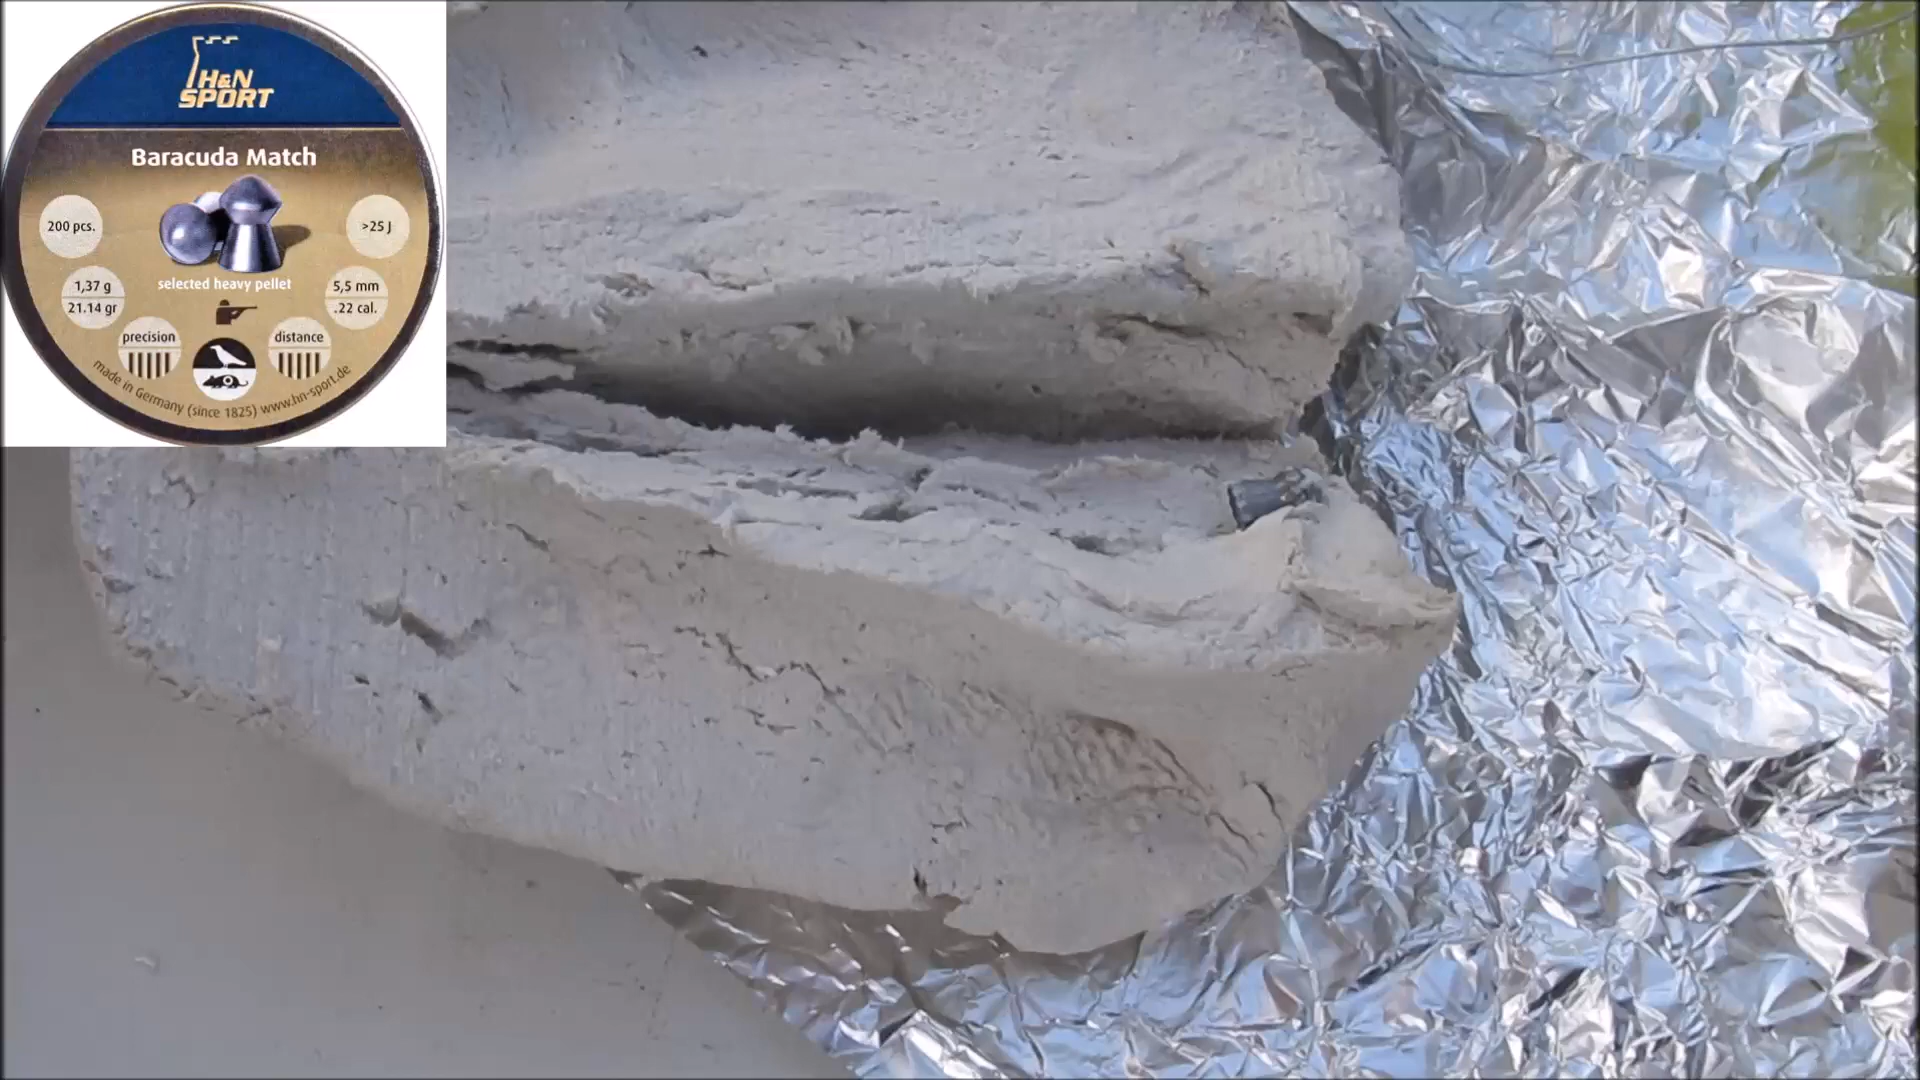 H&N
SPORT
Baracuda Match
200 pcs.
>25 J
selected heavy pellet
1,37 g
21.14 gr
5,5 mm
.22 cal.
precision
distance
made in Germany (since 1825) www.hn-sport.de